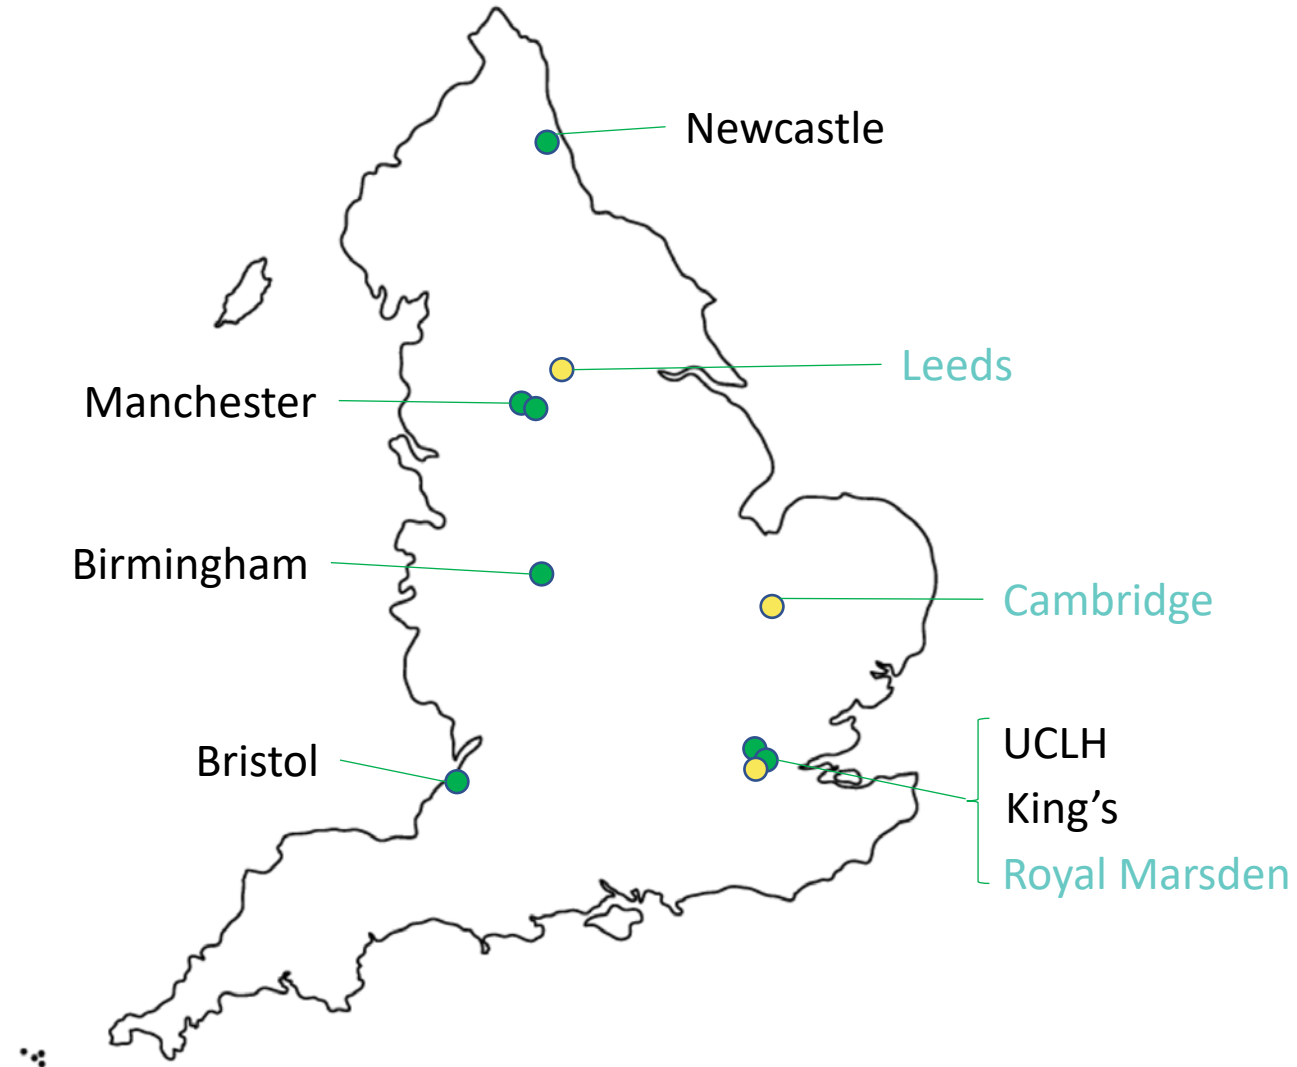 Newcastle
Leeds
Manchester
Birmingham
Cambridge
Bristol
UCLH
King’s
Royal Marsden